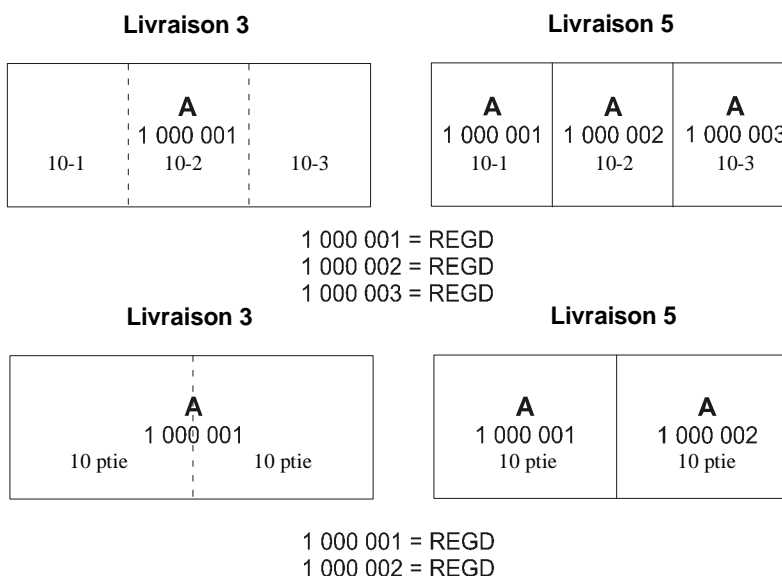 Livraison 3 Livraison 5
A A A A
1 000 001 1 000 001 1 000 002 1 000 003
10-1 10-2 10-3 10-1 10-2 10-3
1 000 001 = REGD
1 000 002 = REGD
1 000 003 = REGD
Livraison 3 Livraison 5
A A A
1 000 001 1 000 001 1 000 002
10 ptie 10 ptie 10 ptie 10 ptie
1 000 001 = REGD
1 000 002 = REGD